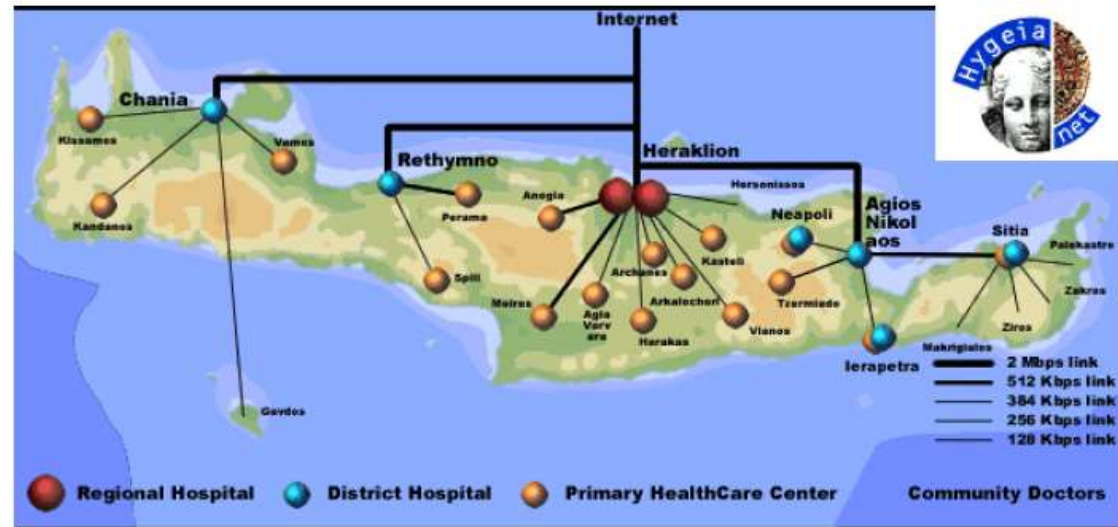 Internet
Hygeia
net
Chania
Kissamos
Vamos
Rethymno
Heraklion
Hersonissos
Kandanos
Perama
Anogia
Neapoli
Agios
Nikol
aos
Sitia
Palekastro
Spili
Archanes
Kasteli
Moires
Agia
Varv
ara
Arkalochori
Harakas
Vianos
Tzermiado
Zakros
Ziros
Makrigialos
Ierapetra
Gavdos
2 Mbps link
512 Kbps link
384 Kbps link
256 Kbps link
128 Kbps link
Regional Hospital
District Hospital
Primary HealthCare Center
Community Doctors